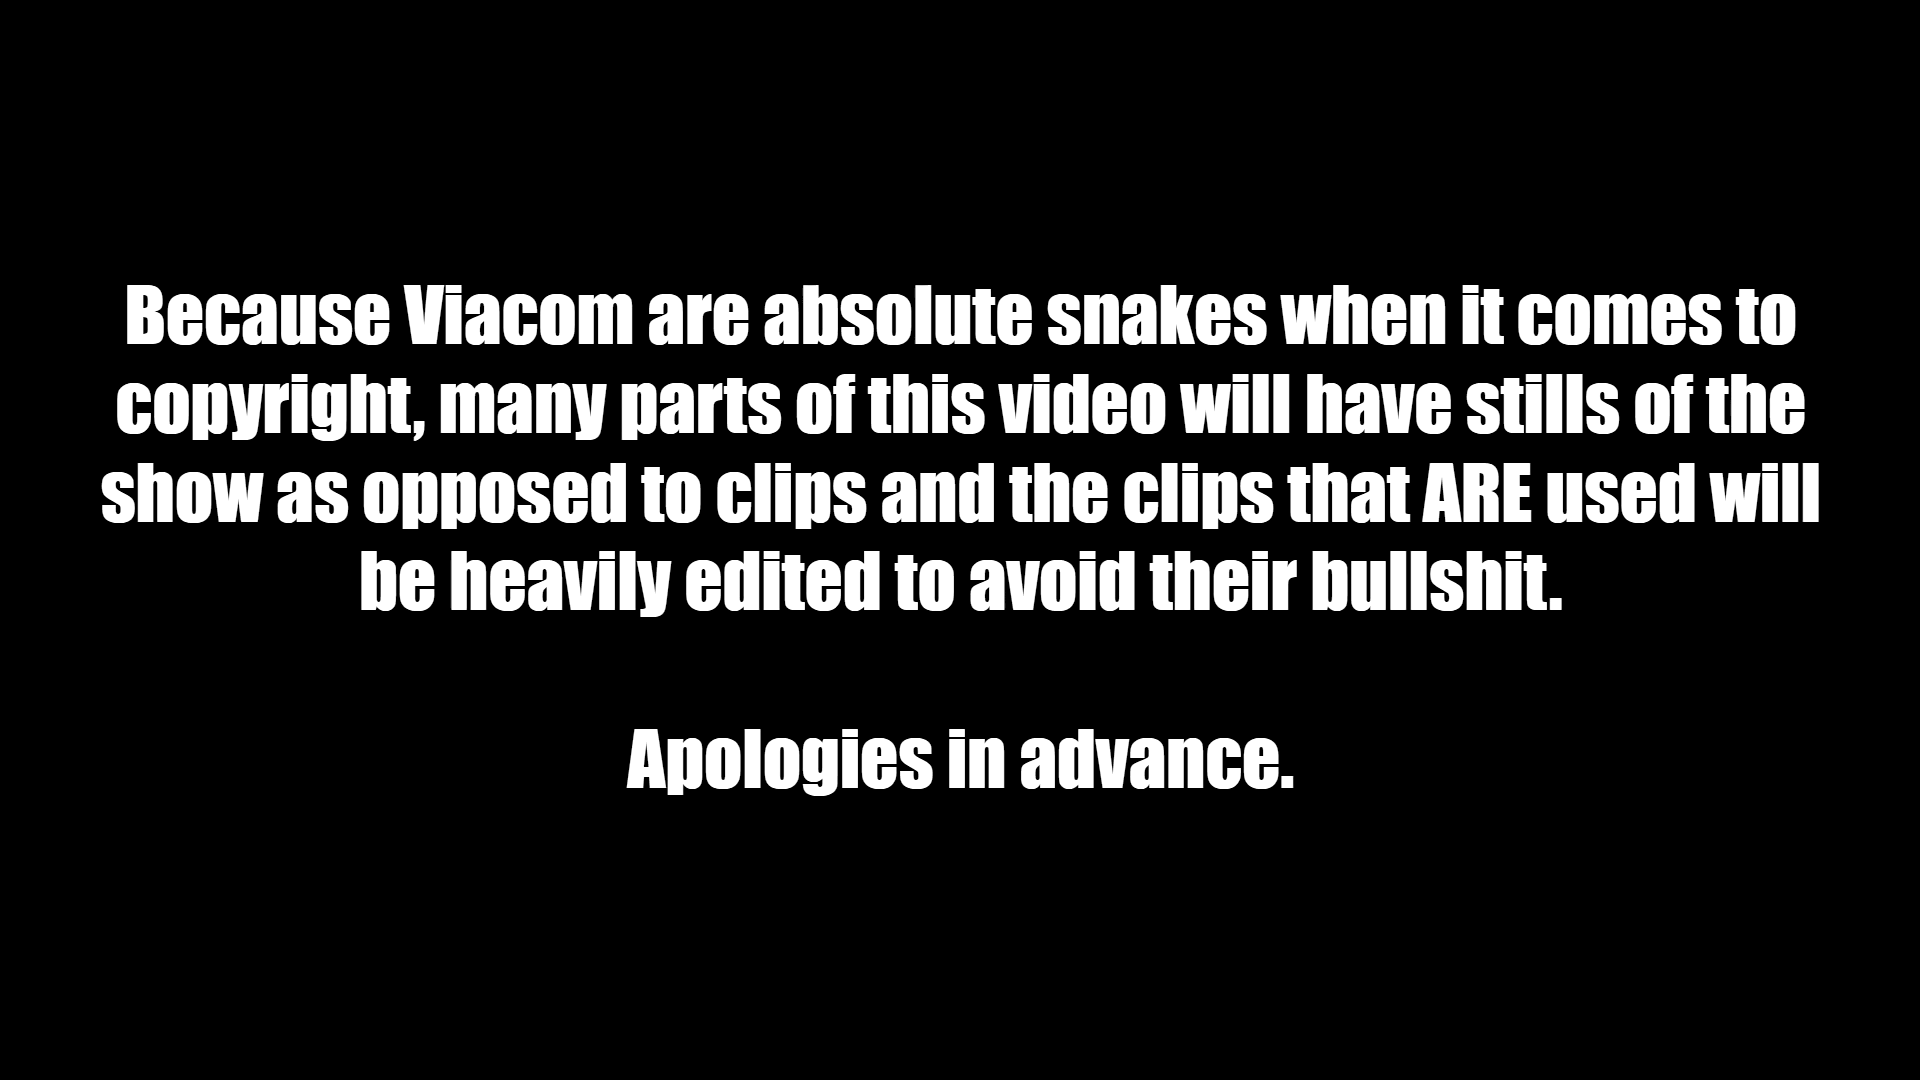 Because Viacom are absolute snakes when it comes to
copyright, many parts of this video will have stills of the
show as opposed to clips and the clips that ARE used will
be heavily edited to avoid their bullshit.
Apologies in advance.